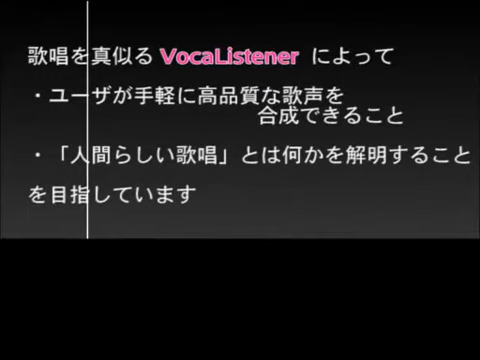 歌唱を真似る VocaListener によって
・ユーザが手軽に高品質な歌声を
合成できること
・「人間らしい歌唱」とは何かを解明すること
を目指しています